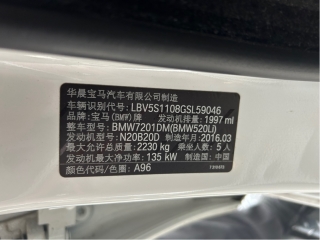 华晨宝马汽车有限公司制造
车辆识别代号: LBV5S1108GSL59046
品牌: 宝马(BMW)牌 发动机排量: 1997 ml
整车型号: BMW7201DM(BMW520Li)
发动机型号: N20B20D 制造年月: 2016.03
最大允许总质量: 2230 kg 乘坐人数: 5 人
发动机最大净功率: 135 kW 制造国: 中国
颜色代码/色厘: A96